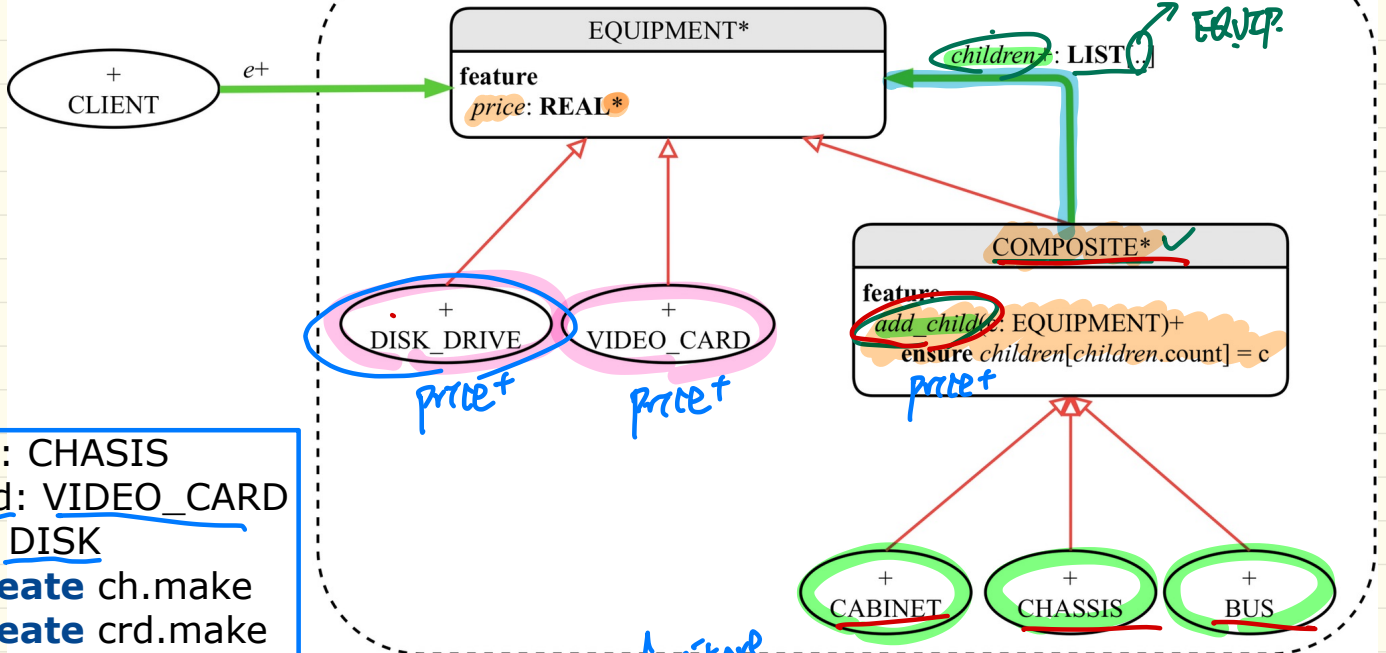 EQUIPMENT*
feature
price: REAL*
+
CLIENT
e+
children+: LIST[..]
EQUIP.
+
DISK_DRIVE
price+
+
VIDEO_CARD
price+
COMPOSITE*
feature
add_child(c: EQUIPMENT)+
ensure children[children.count] = c
price+
+
CABINET
+
CHASSIS
+
BUS
: CHASIS
d: VIDEO_CARD
DISK
eate ch.make
eate crd.make